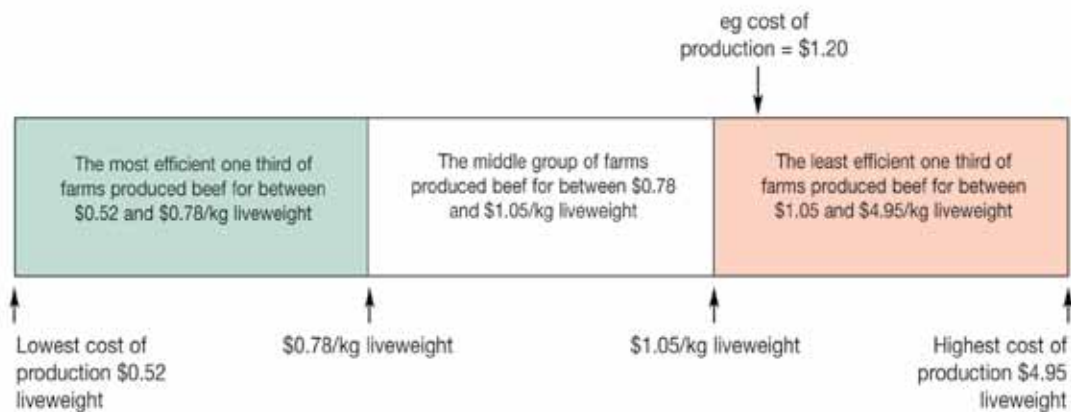 eg cost of
production = $1.20
The most efficient one third of
farms produced beef for between
$0.52 and $0.78/kg liveweight
The middle group of farms
produced beef for between $0.78
and $1.05/kg liveweight
The least efficient one third of
farms produced beef for between
$1.05 and $4.95/kg liveweight
Lowest cost of
production $0.52
liveweight
$0.78/kg liveweight
$1.05/kg liveweight
Highest cost of
production $4.95
liveweight